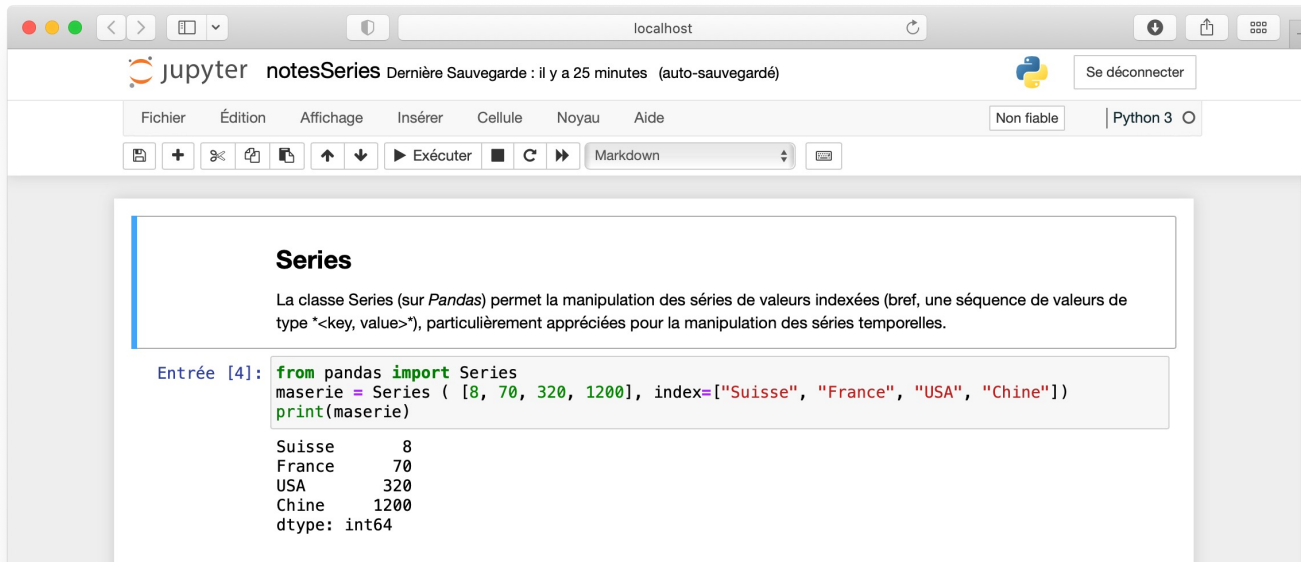 localhost
jupyter notesSeries Dernière Sauvegarde : il y a 25 minutes (auto-sauvegardé)
Se déconnecter
Fichier Édition Affichage Insérer Cellule Noyau Aide Non fiable Python 3
Exécuter Markdown
Series
La classe Series (sur Pandas) permet la manipulation des séries de valeurs indexées (bref, une séquence de valeurs de
type *<key, value>*), particulièrement appréciées pour la manipulation des séries temporelles.
Entrée [4]: from pandas import Series
maserie = Series ( [8, 70, 320, 1200], index=["Suisse", "France", "USA", "Chine"])
print(maserie)
Suisse 8
France 70
USA 320
Chine 1200
dtype: int64